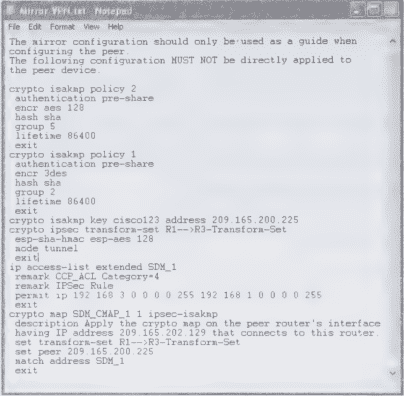 Mirror VPN.txt - Notepad
File Edit Format View Help
The mirror configuration should only be used as a guide when
configuring the peer.
The following configuration MUST NOT be directly applied to
the peer device.
crypto isakmp policy 2
authentication pre-share
encr aes 128
hash sha
group 5
lifetime 86400
exit
crypto isakmp policy 1
authentication pre-share
encr 3des
hash sha
group 2
lifetime 86400
exit
crypto isakmp key cisco123 address 209.165.200.225
crypto ipsec transform-set R1-->R3-Transform-Set
esp-sha-hmac esp-aes 128
mode tunnel
exit
ip access-list extended SDM_1
remark CCP_ACL Category=4
remark IPSec Rule
permit ip 192 168 3 0 0 0 0 255 192 168 1 0 0 0 0 255
exit
crypto map SDM_CMAP_1 1 ipsec-isakmp
description Apply the crypto map on the peer router's interface
having IP address 209.165.202.129 that connects to this router.
set transform-set R1-->R3-Transform-Set
set peer 209.165.200.225
match address SDM_1
exit